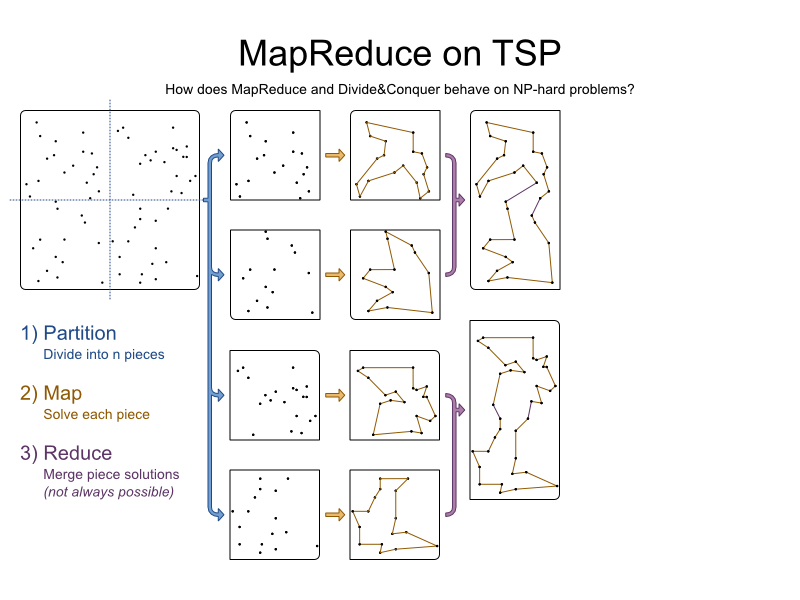 MapReduce on TSP
How does MapReduce and Divide&Conquer behave on NP-hard problems?
1) Partition
Divide into n pieces
2) Map
Solve each piece
3) Reduce
Merge piece solutions
(not always possible)